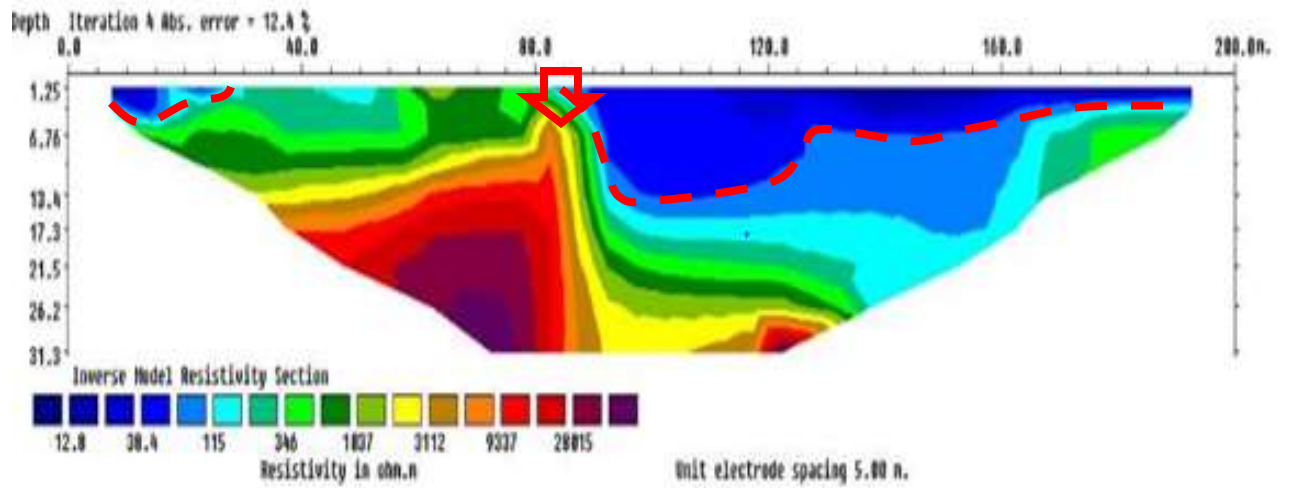 Depth Iteration 4 Abs. error = 12.4 %
0.0 40.0 80.0 120.0 160.0 200.0m.
1.25
6.76
13.4
17.3
21.5
26.2
31.3
Inverse Model Resistivity Section
12.8 38.4 115 346 1037 3112 9337 28015
Resistivity in ohm.m
Unit electrode spacing 5.00 m.